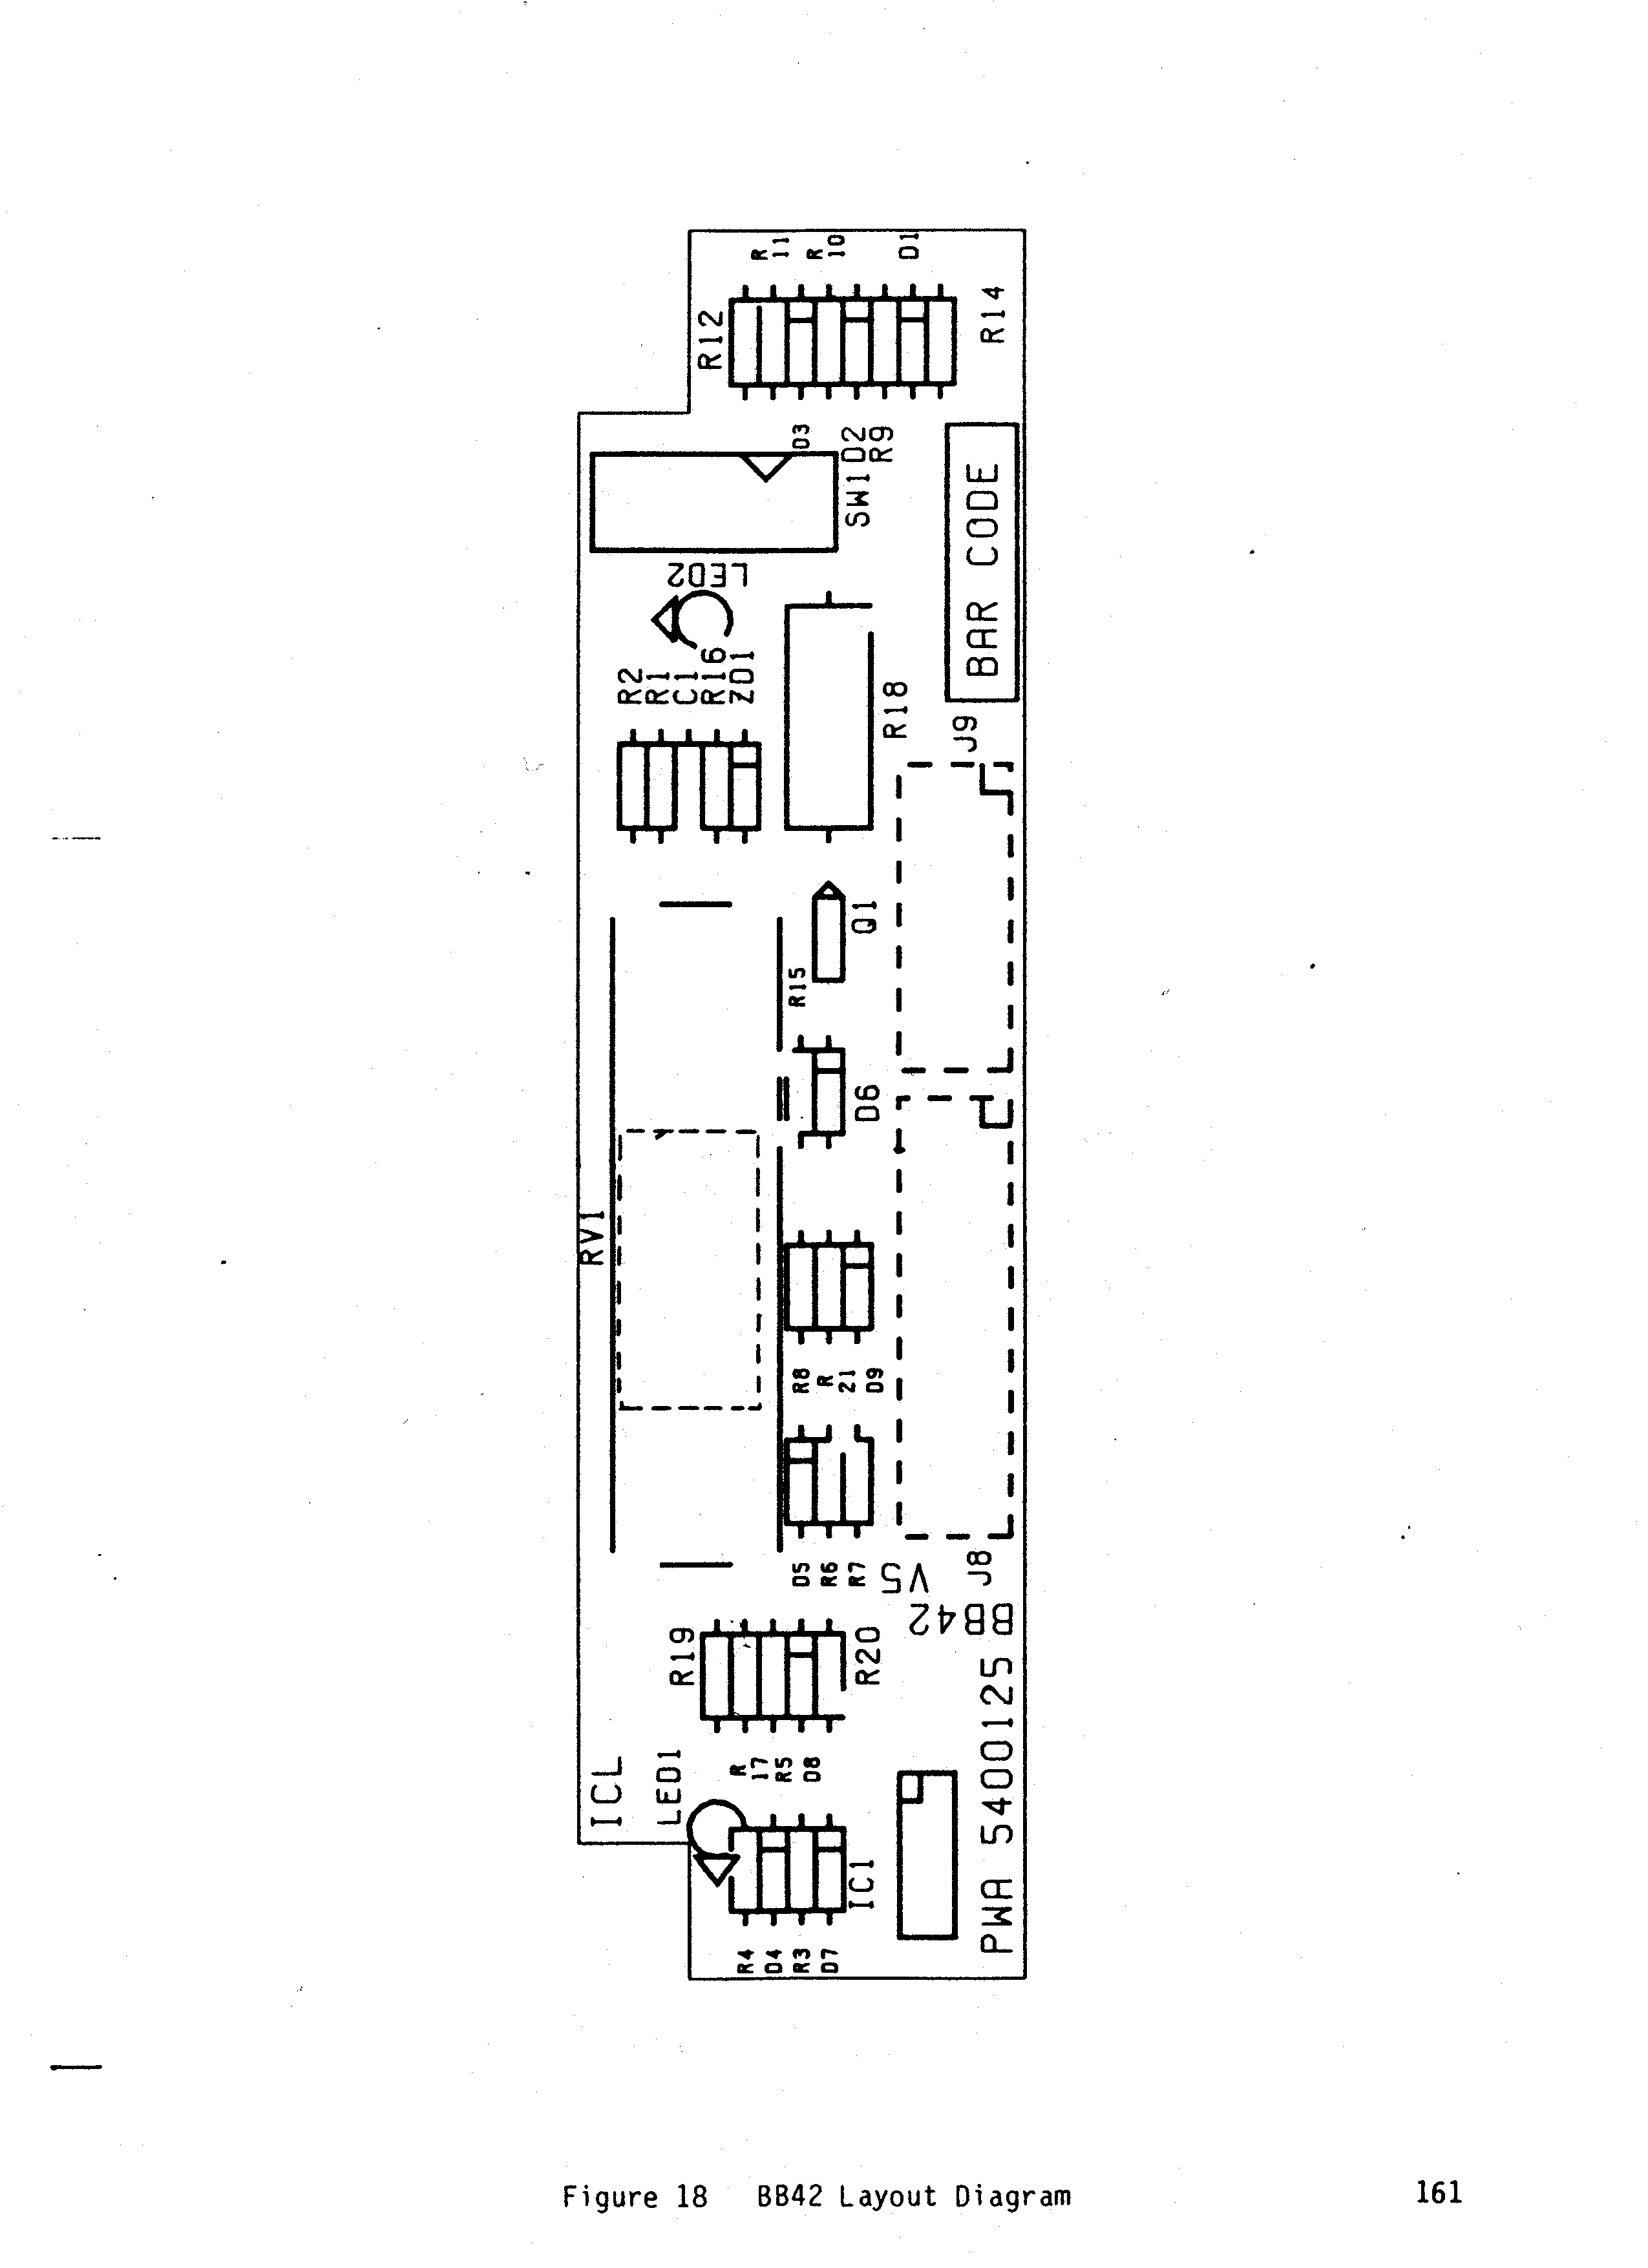 R
11
R
10
D1
R12
R14
D3
D2
R9
SW1
BAR CODE
LED2
R2
R1
C1
R16
ZD1
R18
J9
Q1
R15
D6
RV1
R8
R
21
D9
D5
R6
R7
V5
J8
BB42
R19
R20
PWA 5400125
ICL
LED1
R
17
R5
D8
IC1
R4
D4
R3
D7
Figure 18 BB42 Layout Diagram
161